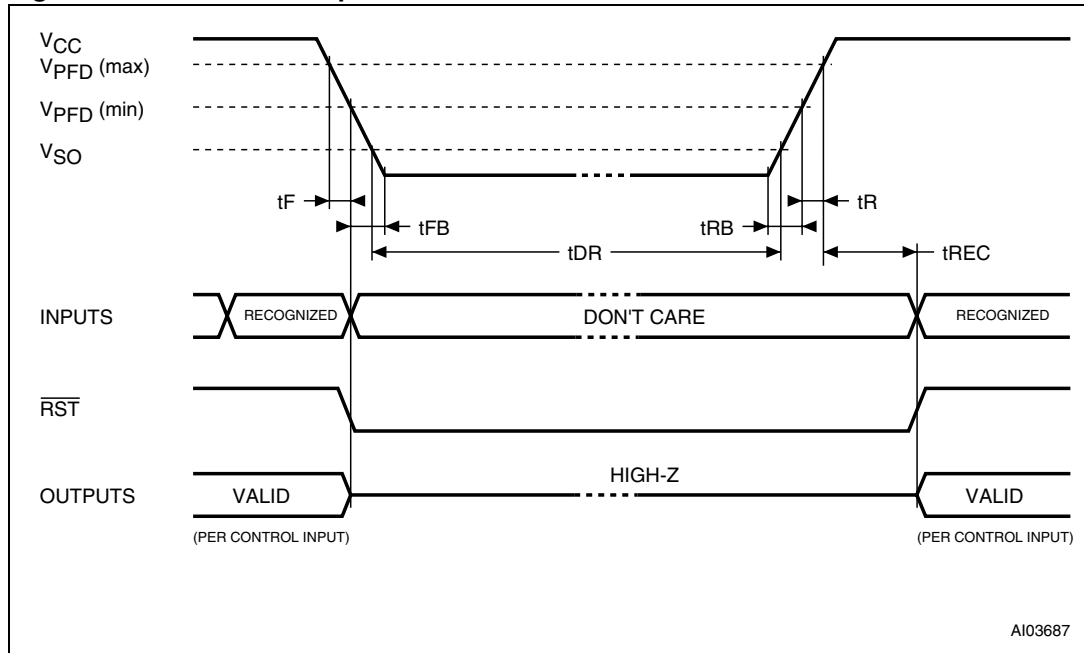 VCC
VPFD (max)
VPFD (min)
VSO
tF
tFB
tDR
tRB
tR
tREC
INPUTS
RECOGNIZED
DON'T CARE
RECOGNIZED
RST
HIGH-Z
OUTPUTS
VALID
VALID
(PER CONTROL INPUT)
(PER CONTROL INPUT)
AI03687